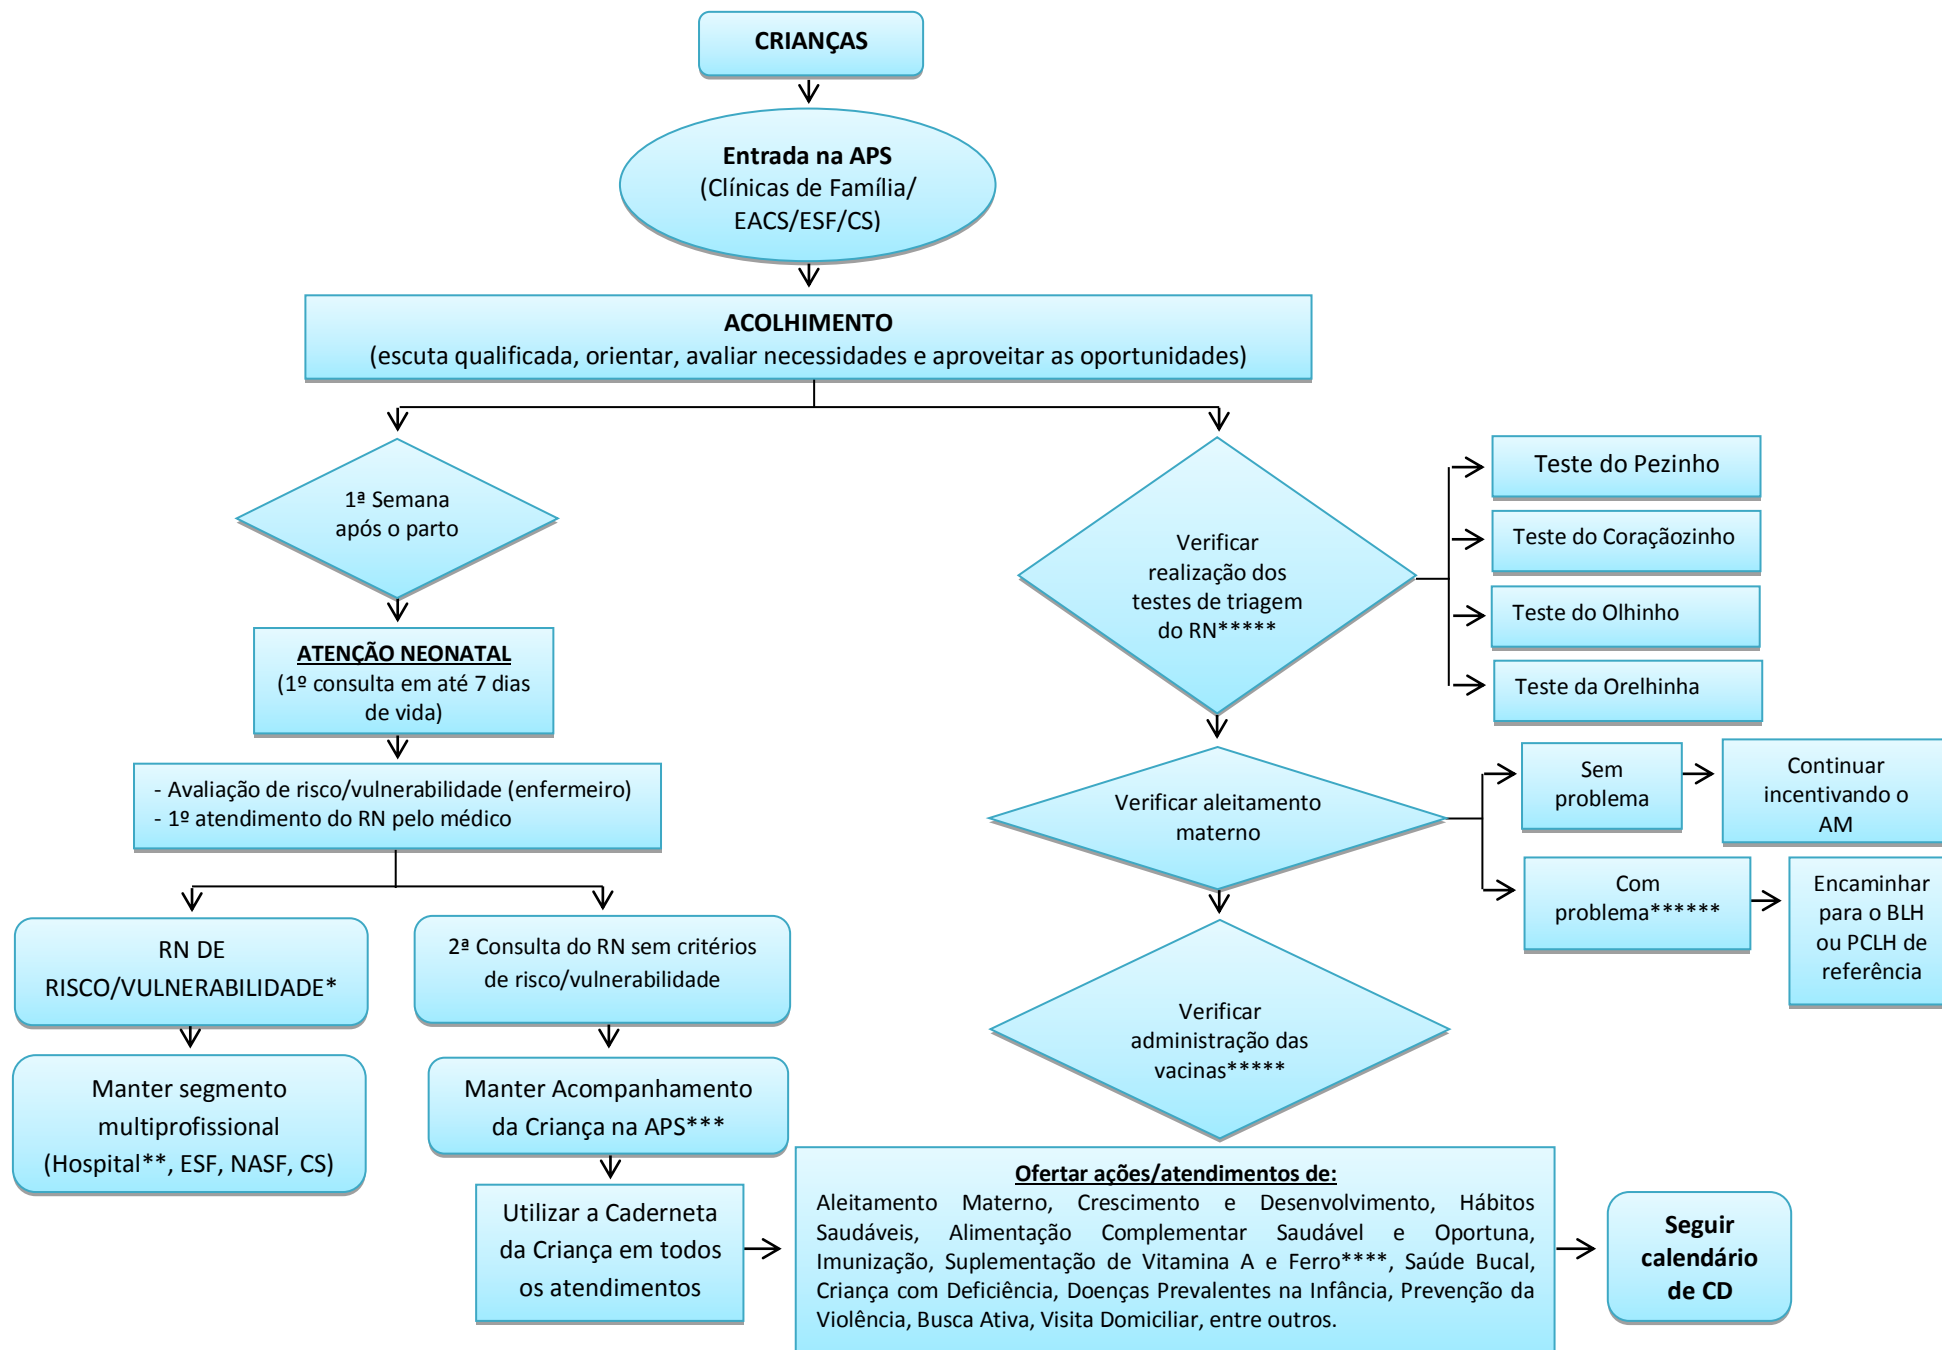 CRIANÇAS
Entrada na APS
(Clínicas de Família/
EACS/ESF/CS)
ACOLHIMENTO
(escuta qualificada, orientar, avaliar necessidades e aproveitar as oportunidades)
1ª Semana
após o parto
ATENÇÃO NEONATAL
(1º consulta em até 7 dias
de vida)
- Avaliação de risco/vulnerabilidade (enfermeiro)
- 1º atendimento do RN pelo médico
RN DE
RISCO/VULNERABILIDADE*
Manter segmento
multiprofissional
(Hospital**, ESF, NASF, CS)
2ª Consulta do RN sem critérios
de risco/vulnerabilidade
Manter Acompanhamento
da Criança na APS***
Utilizar a Caderneta
da Criança em todos
os atendimentos
Verificar
realização dos
testes de triagem
do RN*****
Teste do Pezinho
Teste do Coraçãozinho
Teste do Olhinho
Teste da Orelhinha
Verificar aleitamento
materno
Sem
problema
Continuar
incentivando o
AM
Com
problema******
Encaminhar
para o BLH
ou PCLH de
referência
Verificar
administração das
vacinas*****
Ofertar ações/atendimentos de:
Aleitamento Materno, Crescimento e Desenvolvimento, Hábitos
Saudáveis, Alimentação Complementar Saudável e Oportuna,
Imunização, Suplementação de Vitamina A e Ferro****, Saúde Bucal,
Criança com Deficiência, Doenças Prevalentes na Infância, Prevenção da
Violência, Busca Ativa, Visita Domiciliar, entre outros.
Seguir
calendário
de CD